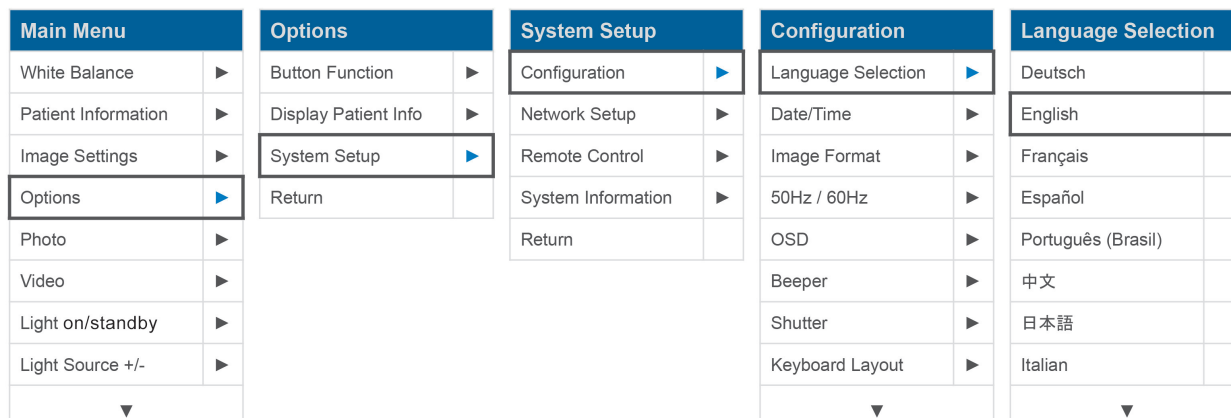 Main Menu
White Balance ►
Patient Information ►
Image Settings ►
Options ►
Photo ►
Video ►
Light on/standby ►
Light Source +/- ►
▼
Options
Button Function ►
Display Patient Info ►
System Setup ►
Return
System Setup
Configuration ►
Network Setup ►
Remote Control ►
System Information ►
Return
Configuration
Language Selection ►
Date/Time ►
Image Format ►
50Hz / 60Hz ►
OSD ►
Beeper ►
Shutter ►
Keyboard Layout ►
▼
Language Selection
Deutsch
English
Français
Español
Português (Brasil)
中文
日本語
Italian
▼